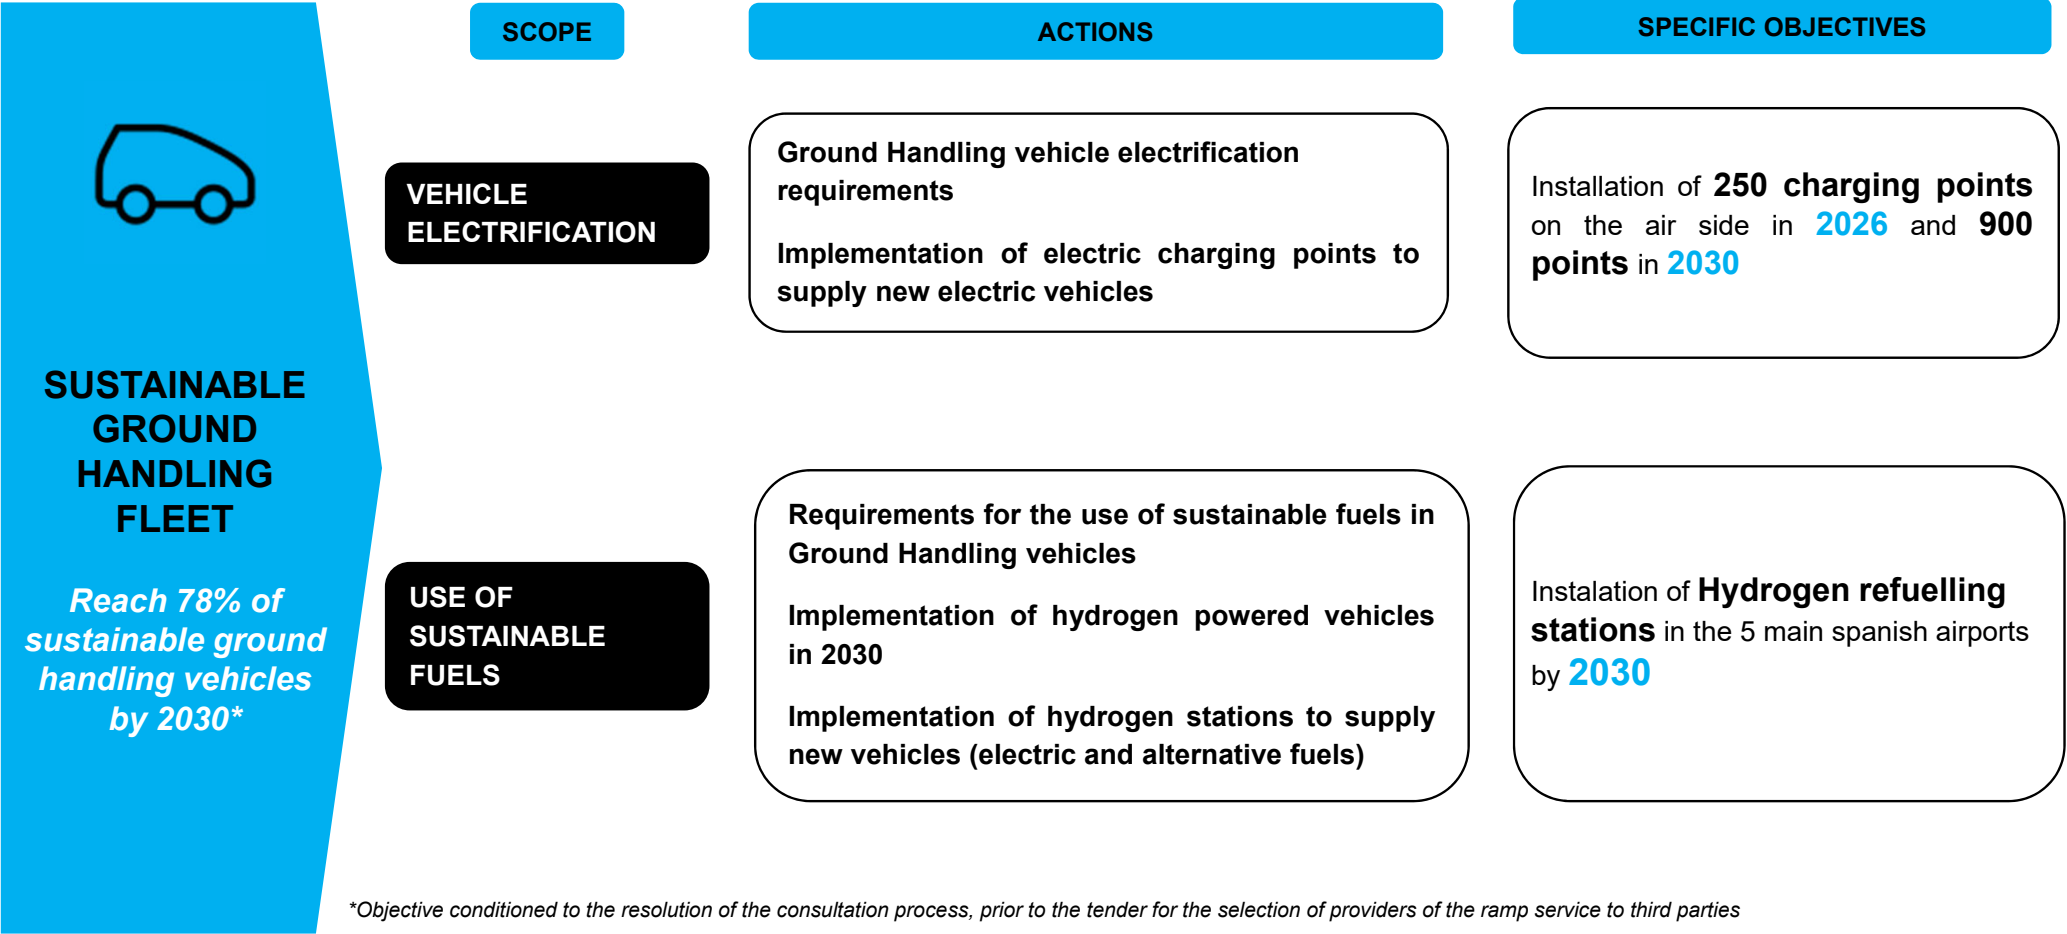 SCOPE
ACTIONS
SPECIFIC OBJECTIVES
SUSTAINABLE
GROUND
HANDLING
FLEET
Reach 78% of
sustainable ground
handling vehicles
by 2030*
VEHICLE
ELECTRIFICATION
Ground Handling vehicle electrification
requirements
Implementation of electric charging points to
supply new electric vehicles
Installation of 250 charging points
on the air side in 2026 and 900
points in 2030
USE OF
SUSTAINABLE
FUELS
Requirements for the use of sustainable fuels in
Ground Handling vehicles
Implementation of hydrogen powered vehicles
in 2030
Implementation of hydrogen stations to supply
new vehicles (electric and alternative fuels)
Instalation of Hydrogen refuelling
stations in the 5 main spanish airports
by 2030
*Objective conditioned to the resolution of the consultation process, prior to the tender for the selection of providers of the ramp service to third parties